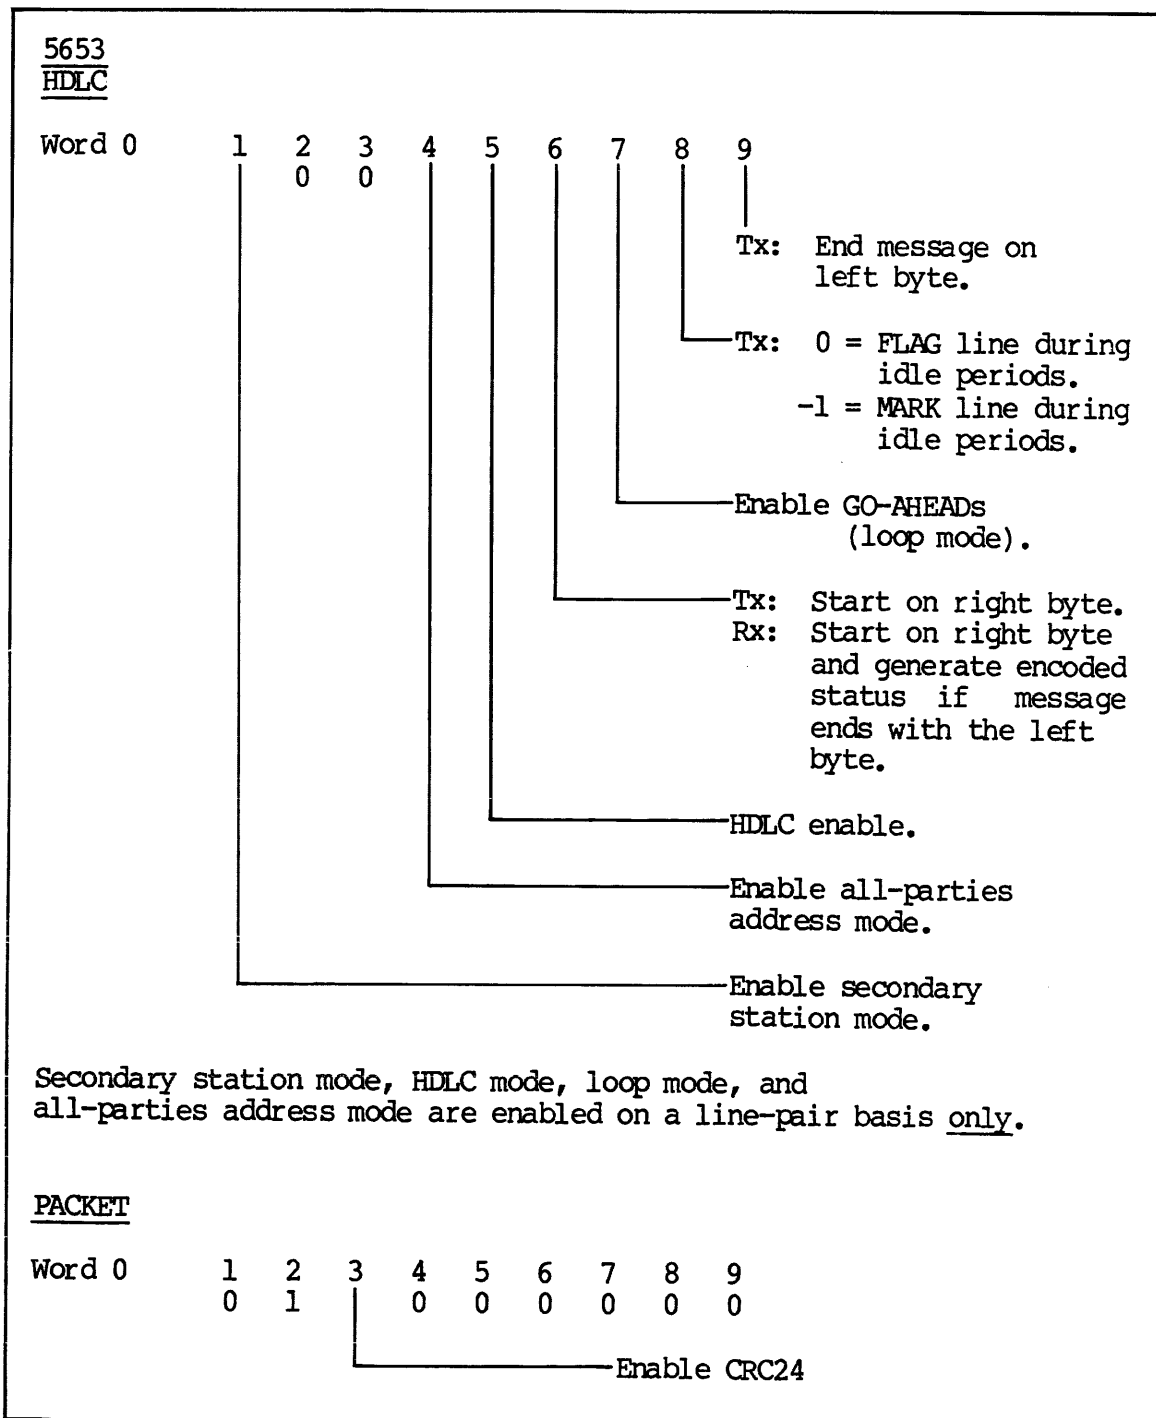 5653
HDLC
Word 0 1 2 3 4 5 6 7 8 9
0 0
Tx: End message on
left byte.
Tx: 0 = FLAG line during
idle periods.
-1 = MARK line during
idle periods.
Enable GO-AHEADs
(loop mode).
Tx: Start on right byte.
Rx: Start on right byte
and generate encoded
status if message
ends with the left
byte.
HDLC enable.
Enable all-parties
address mode.
Enable secondary
station mode.
Secondary station mode, HDLC mode, loop mode, and
all-parties address mode are enabled on a line-pair basis only.
PACKET
Word 0 1 2 3 4 5 6 7 8 9
0 1 0 0 0 0 0 0
Enable CRC24